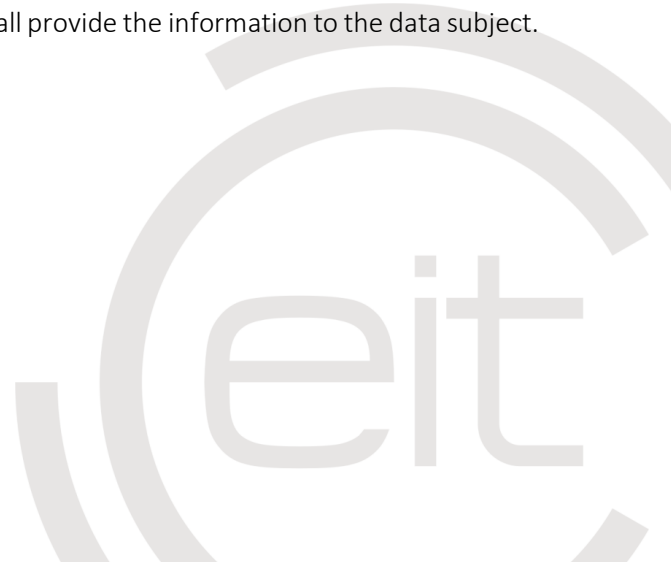 all provide the information to the data subject.
eit